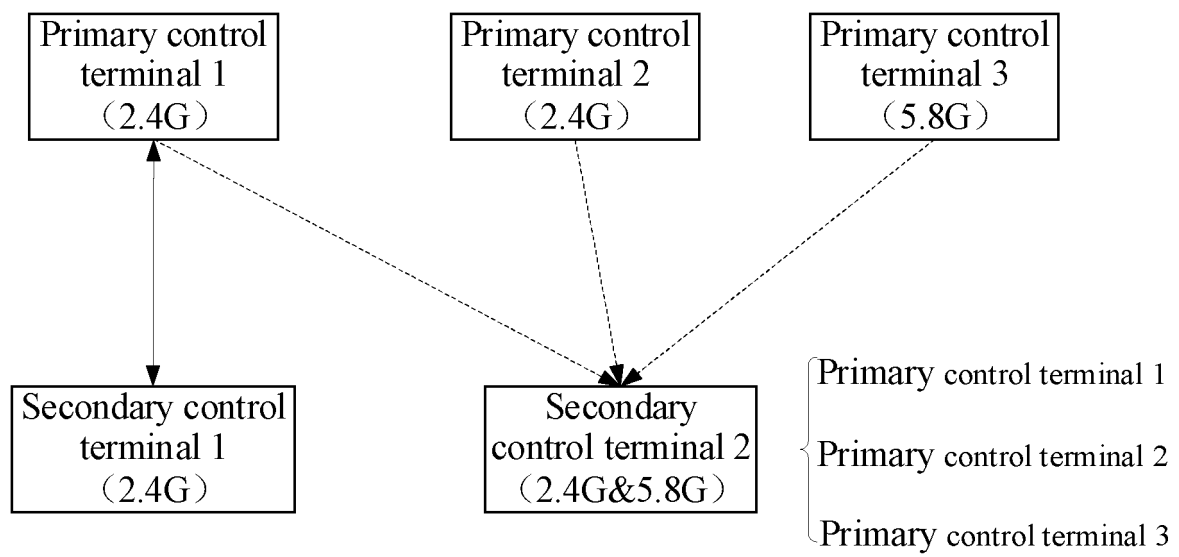 Primary control
terminal 1
（2.4G）
Primary control
terminal 2
（2.4G）
Primary control
terminal 3
（5.8G）
Secondary control
terminal 1
（2.4G）
Secondary
control terminal 2
（2.4G&5.8G）
Primary control terminal 1
Primary control terminal 2
Primary control terminal 3